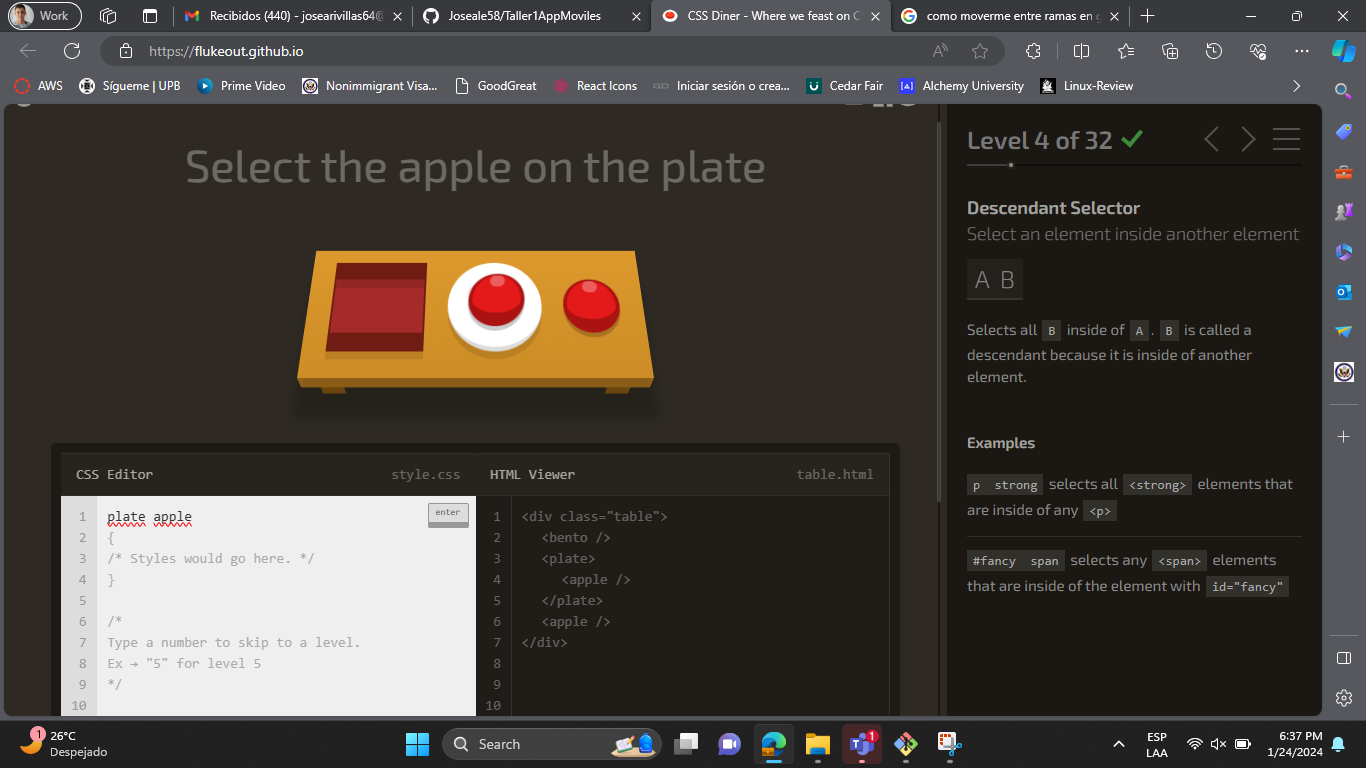 Work
Recibidos (440) - josearivillas64@
Joseale58/Taller1AppMoviles
CSS Diner - Where we feast on C
como moverme entre ramas en g
https://flukeout.github.io
AWS
Sígueme | UPB
Prime Video
Nonimmigrant Visa...
GoodGreat
React Icons
Iniciar sesión o crea...
Cedar Fair
Alchemy University
Linux-Review
Select the apple on the plate
CSS Editor
style.css
HTML Viewer
table.html
enter
1 plate apple
2 {
3 /* Styles would go here. */
4 }
5
6 /*
7 Type a number to skip to a level.
8 Ex → "5" for level 5
9 */
10
1 <div class="table">
2 <bento />
3 <plate>
4 <apple />
5 </plate>
6 <apple />
7 </div>
8
9
10
Level 4 of 32
Descendant Selector
Select an element inside another element
A B
Selects all B inside of A . B is called a
descendant because it is inside of another
element.
Examples
p strong selects all <strong> elements that
are inside of any <p>
#fancy span selects any <span> elements
that are inside of the element with id="fancy"
1
26°C
Despejado
Search
1
ESP
LAA
6:37 PM
1/24/2024